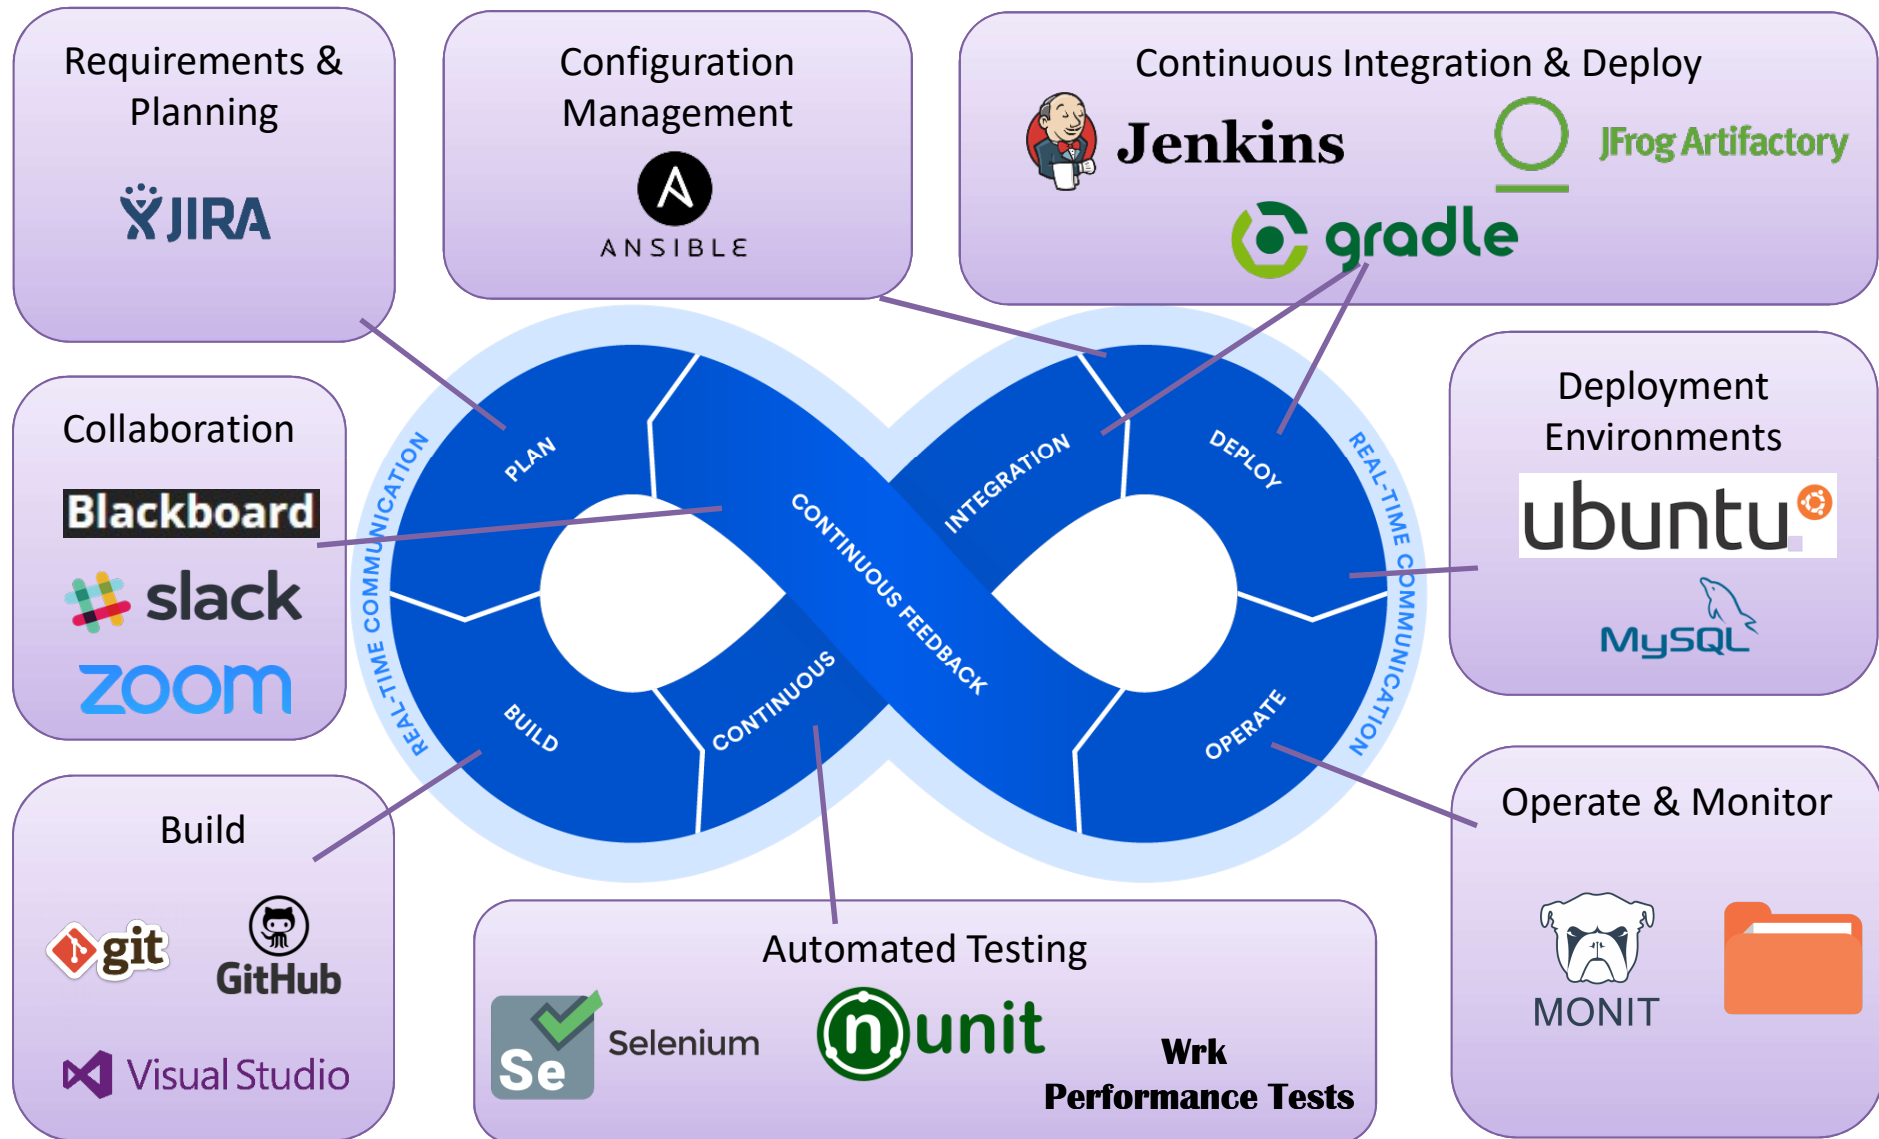 Requirements &
Planning
JIRA
Configuration
Management
ANSIBLE
Continuous Integration & Deploy
Jenkins
JFrog Artifactory
gradle
Collaboration
Blackboard
slack
zoom
Deployment
Environments
ubuntu
MySQL
REAL-TIME COMMUNICATION
PLAN
BUILD
CONTINUOUS
INTEGRATION
CONTINUOUS FEEDBACK
DEPLOY
OPERATE
REAL-TIME COMMUNICATION
Build
git
GitHub
Visual Studio
Automated Testing
Se
Selenium
n unit
Wrk
Performance Tests
Operate & Monitor
MONIT